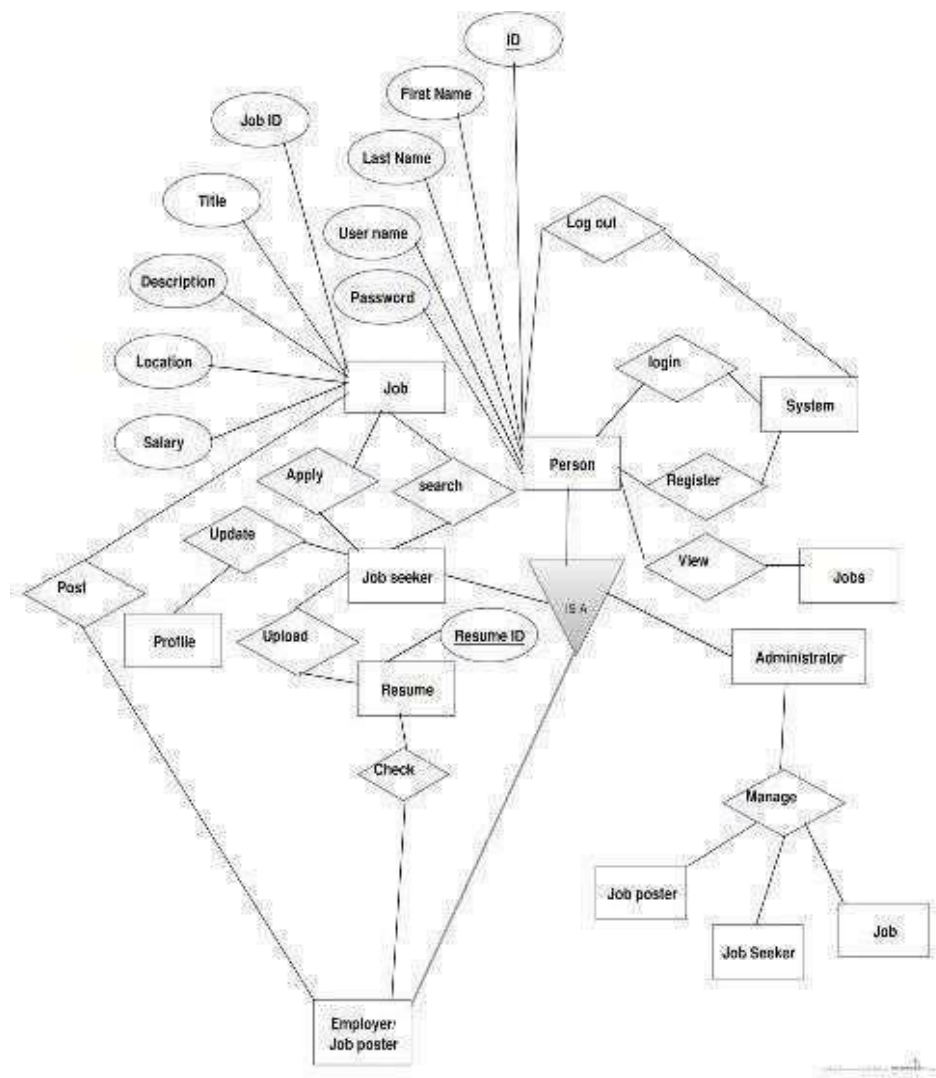 ID
First Name
Job ID
Last Name
Title
Log out
User name
Description
Password
Location
login
Job
System
Salary
Person
Apply
search
Register
Update
View
Job seeker
Jobs
Post
IS A
Profile
Upload
Resume ID
Administrator
Resume
Check
Manage
Job poster
Job
Job Seeker
Employer/
Job poster